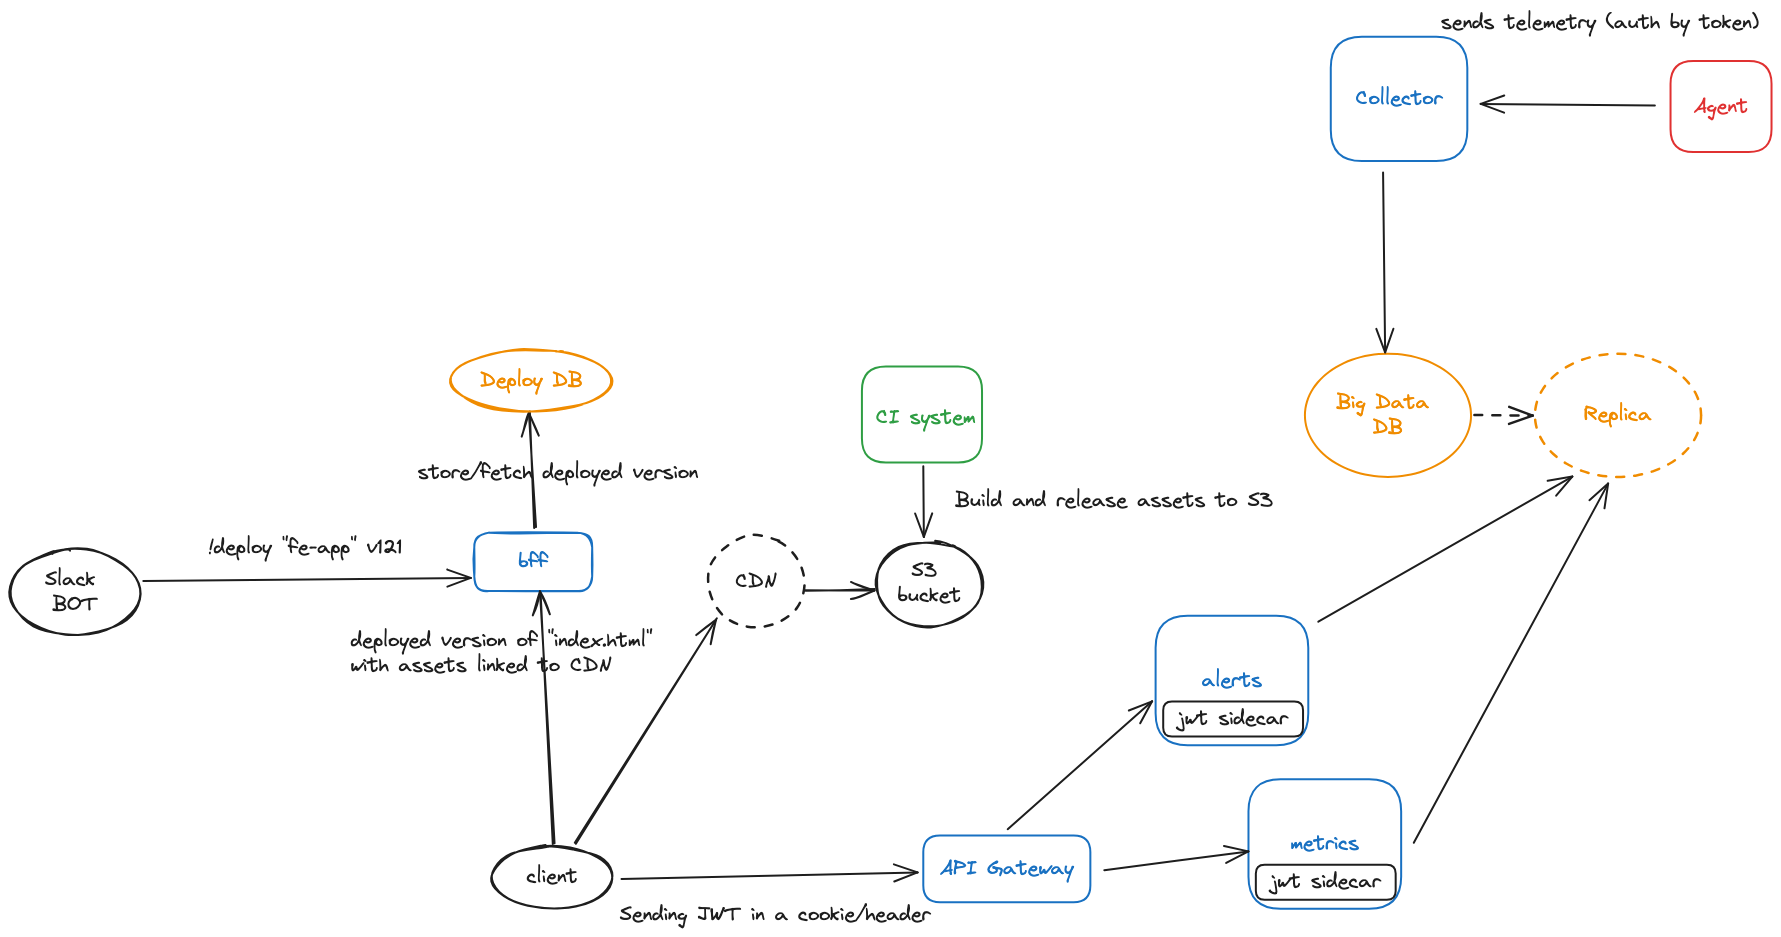 sends telemetry (auth by token)
Collector
Agent
Deploy DB
CI system
Big Data
DB
Replica
store/fetch deployed version
Build and release assets to S3
!deploy "fe-app" v121
bff
Slack
BOT
CDN
S3
bucket
deployed version of "index.html"
with assets linked to CDN
alerts
jwt sidecar
metrics
jwt sidecar
client
API Gateway
Sending JWT in a cookie/header